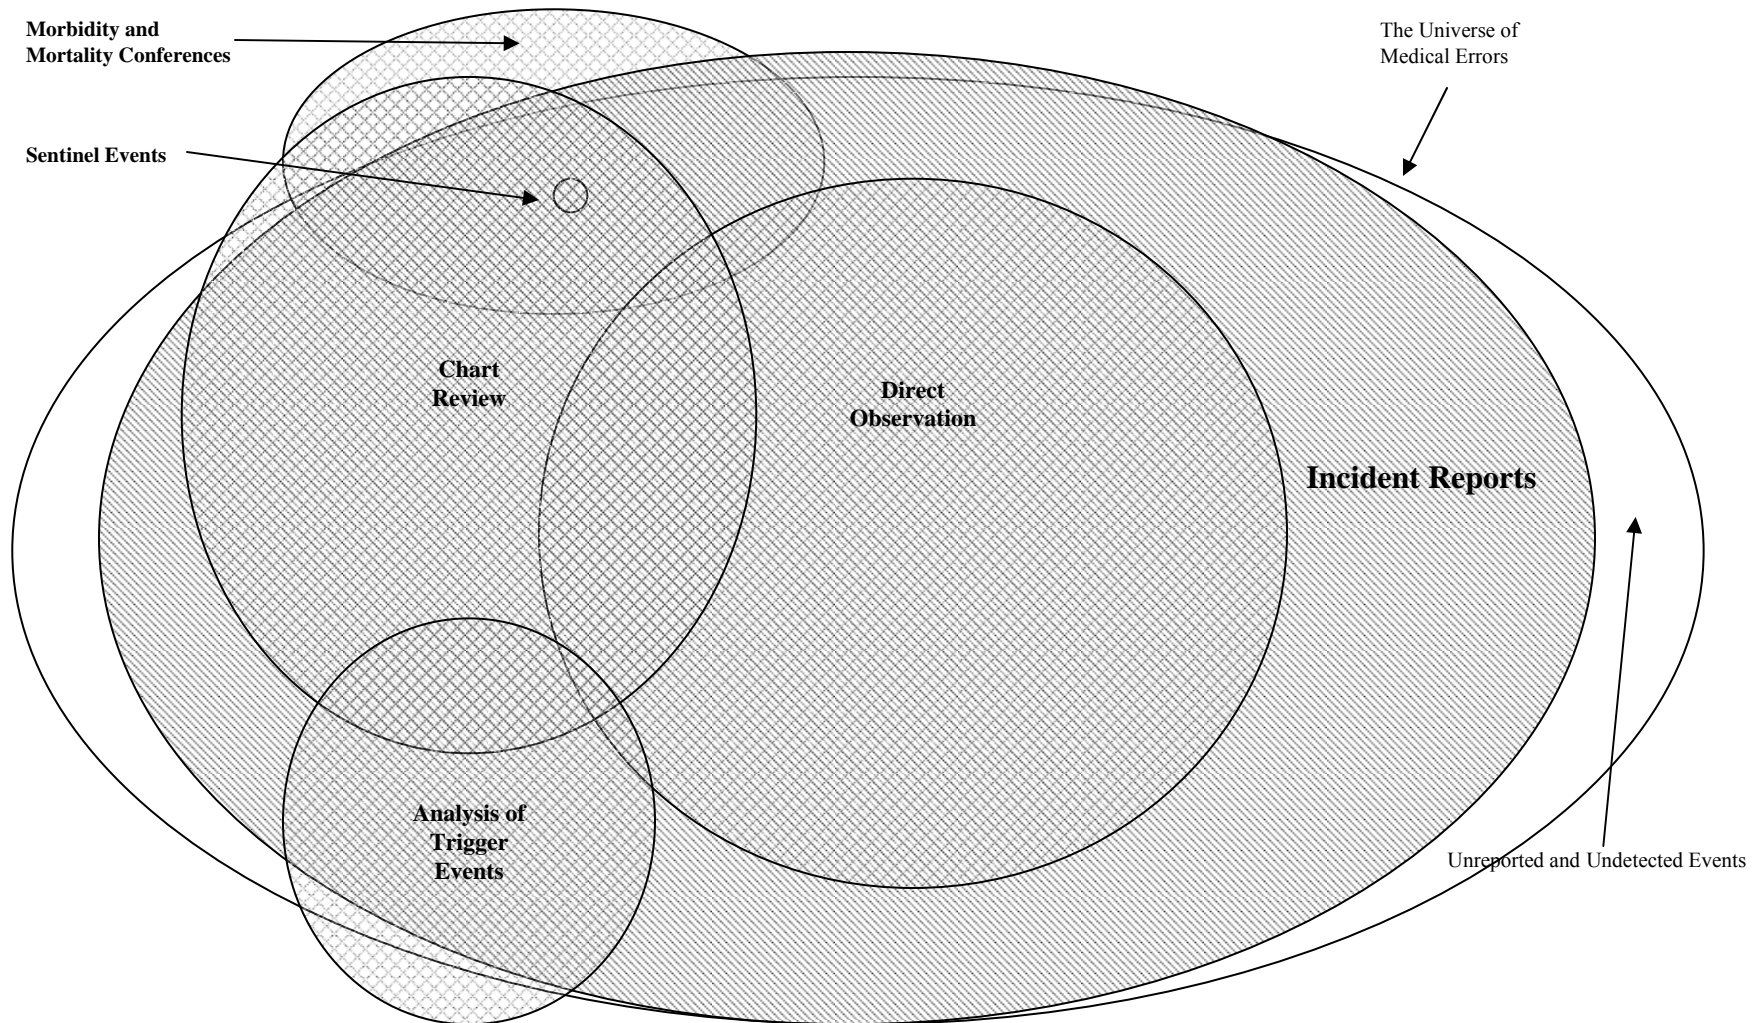 Morbidity and
Mortality Conferences
The Universe of
Medical Errors
Sentinel Events
Chart
Review
Direct
Observation
Incident Reports
Analysis of
Trigger
Events
Unreported and Undetected Events